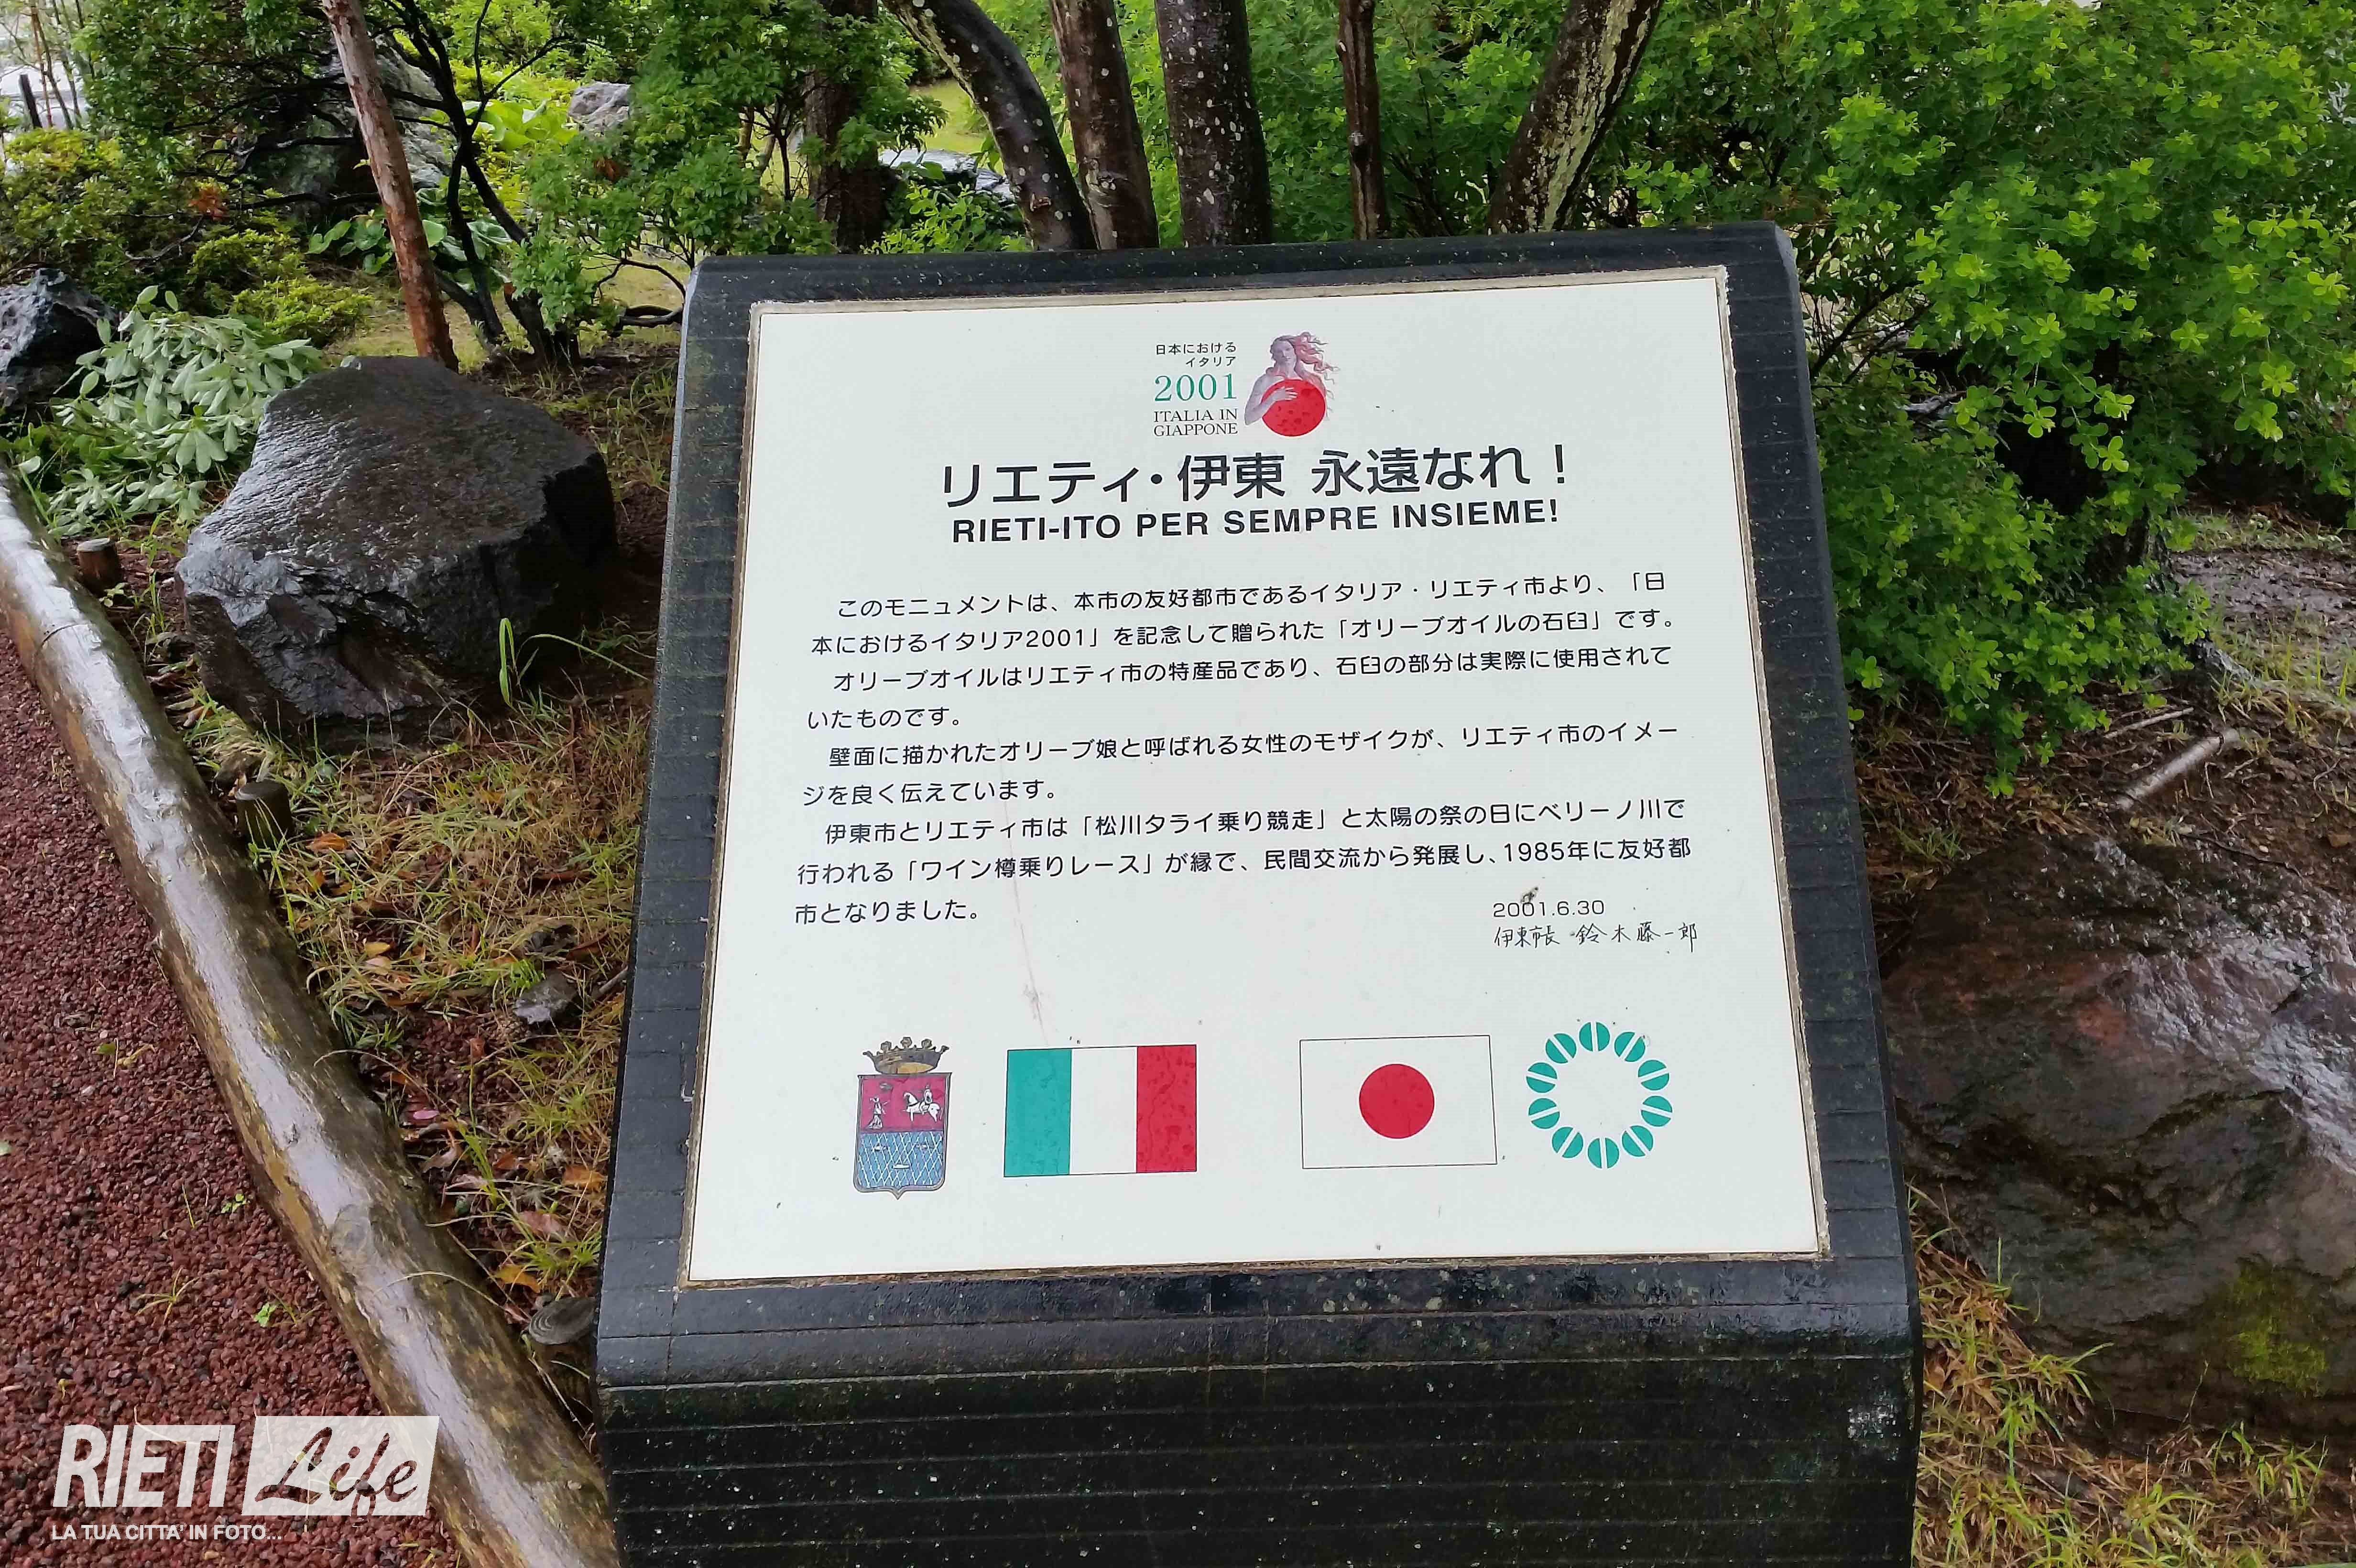 日本における
イタリア
2001
ITALIA IN
GIAPPONE
リエティ・伊東 永遠なれ！
RIETI-ITO PER SEMPRE INSIEME!
このモニュメントは、本市の友好都市であるイタリア・リエティ市より、「日
本におけるイタリア2001」を記念して贈られた「オリーブオイルの石臼」です。
オリーブオイルはリエティ市の特産品であり、石臼の部分は実際に使用されて
いたものです。
壁面に描かれたオリーブ娘と呼ばれる女性のモザイクが、リエティ市のイメー
ジを良く伝えています。
伊東市とリエティ市は「松川タライ乗り競走」と太陽の祭の日にベリーノ川で
行われる「ワイン樽乗りレース」が縁で、民間交流から発展し、1985年に友好都
市となりました。
2001.6.30
伊東市長 鈴木藤一郎
RIETI Life
LA TUA CITTA' IN FOTO...